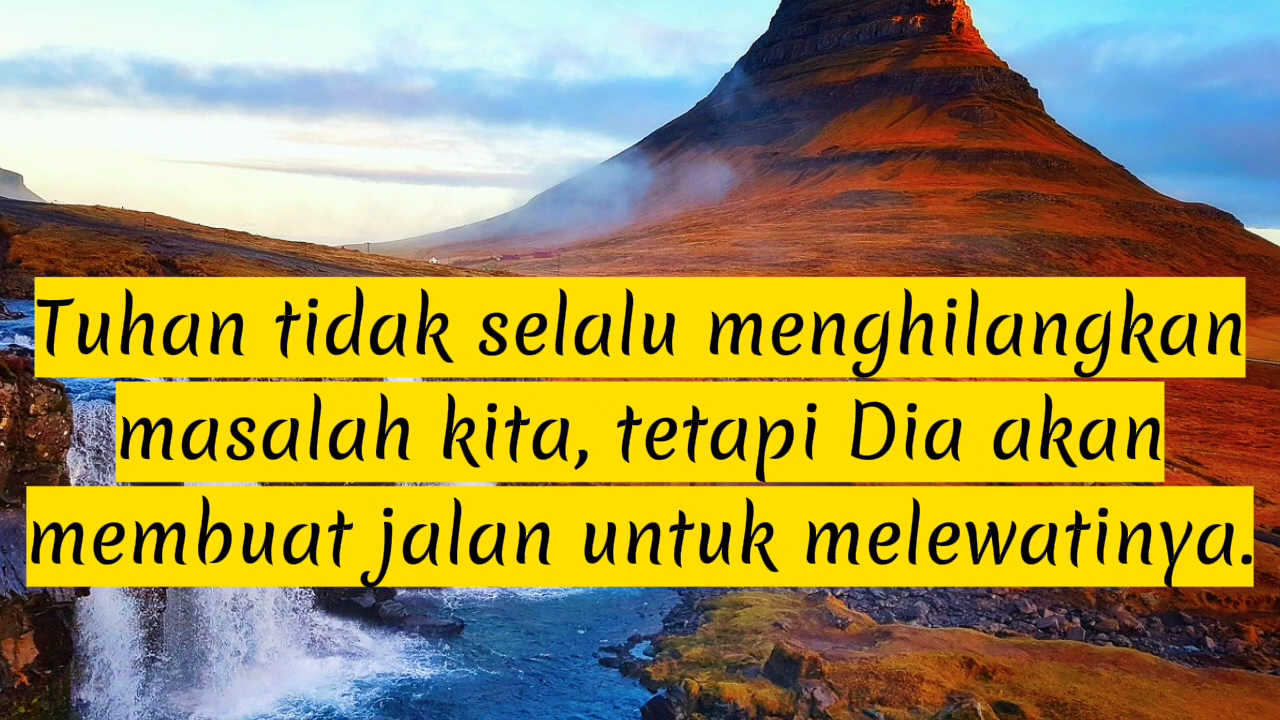 Tuhan tidak selalu menghilangkan
masalah kita, tetapi Dia akan
membuat jalan untuk melewatinya.